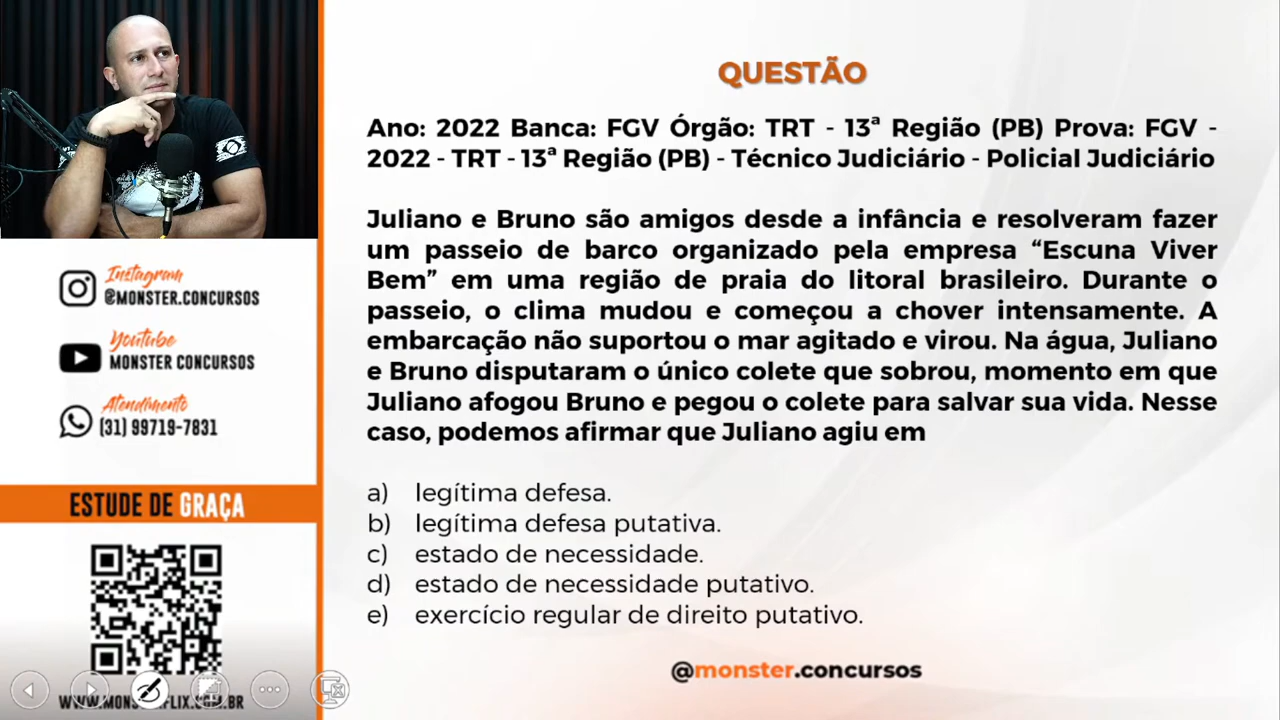 QUESTÃO
Ano: 2022 Banca: FGV Órgão: TRT - 13ª Região (PB) Prova: FGV -
2022 - TRT - 13ª Região (PB) - Técnico Judiciário - Policial Judiciário
Juliano e Bruno são amigos desde a infância e resolveram fazer
um passeio de barco organizado pela empresa “Escuna Viver
Bem” em uma região de praia do litoral brasileiro. Durante o
passeio, o clima mudou e começou a chover intensamente. A
embarcação não suportou o mar agitado e virou. Na água, Juliano
e Bruno disputaram o único colete que sobrou, momento em que
Juliano afogou Bruno e pegou o colete para salvar sua vida. Nesse
caso, podemos afirmar que Juliano agiu em
a) legítima defesa.
b) legítima defesa putativa.
c) estado de necessidade.
d) estado de necessidade putativo.
e) exercício regular de direito putativo.
@monster.concursos
Instagram
@MONSTER.CONCURSOS
Youtube
MONSTER CONCURSOS
Atendimento
(31) 99719-7831
ESTUDE DE GRAÇA